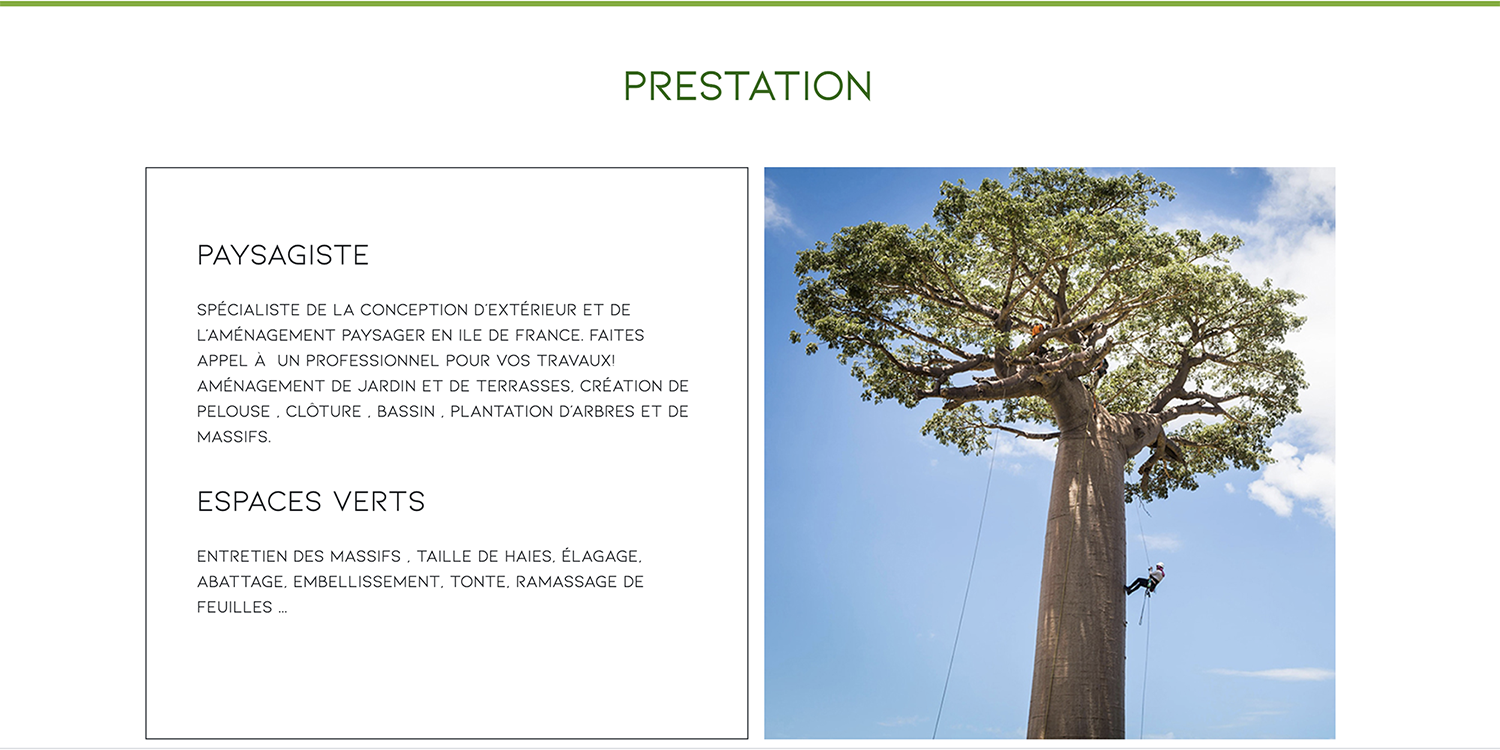 PRESTATION
PAYSAGISTE
SPÉCIALISTE DE LA CONCEPTION D'EXTÉRIEUR ET DE
L'AMÉNAGEMENT PAYSAGER EN ILE DE FRANCE. FAITES
APPEL À  UN PROFESSIONNEL POUR VOS TRAVAUX!
AMÉNAGEMENT DE JARDIN ET DE TERRASSES, CRÉATION DE
PELOUSE , CLÔTURE , BASSIN , PLANTATION D'ARBRES ET DE
MASSIFS.
ESPACES VERTS
ENTRETIEN DES MASSIFS , TAILLE DE HAIES, ÉLAGAGE,
ABATTAGE, EMBELLISSEMENT, TONTE, RAMASSAGE DE
FEUILLES ...